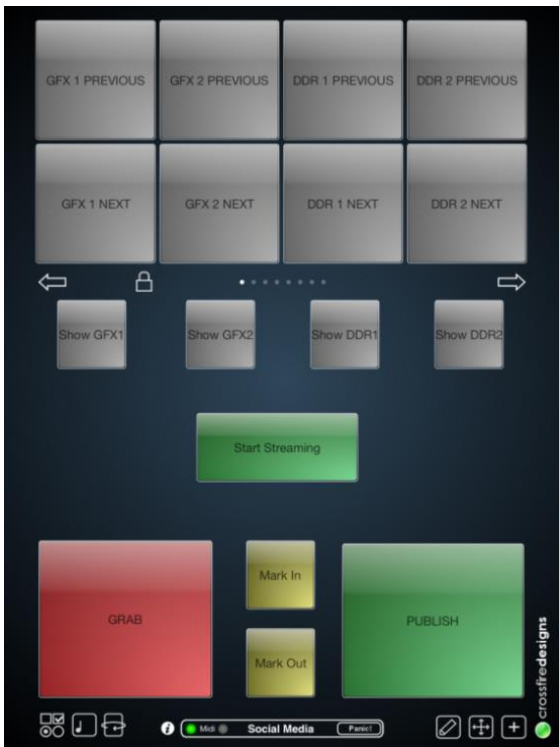 GFX 1 PREVIOUS
GFX 2 PREVIOUS
DDR 1 PREVIOUS
DDR 2 PREVIOUS
GFX 1 NEXT
GFX 2 NEXT
DDR 1 NEXT
DDR 2 NEXT
Show GFX1
Show GFX2
Show DDR1
Show DDR2
Start Streaming
GRAB
Mark In
Mark Out
PUBLISH
crossfiredesigns
i
Midi
Social Media
Panic!